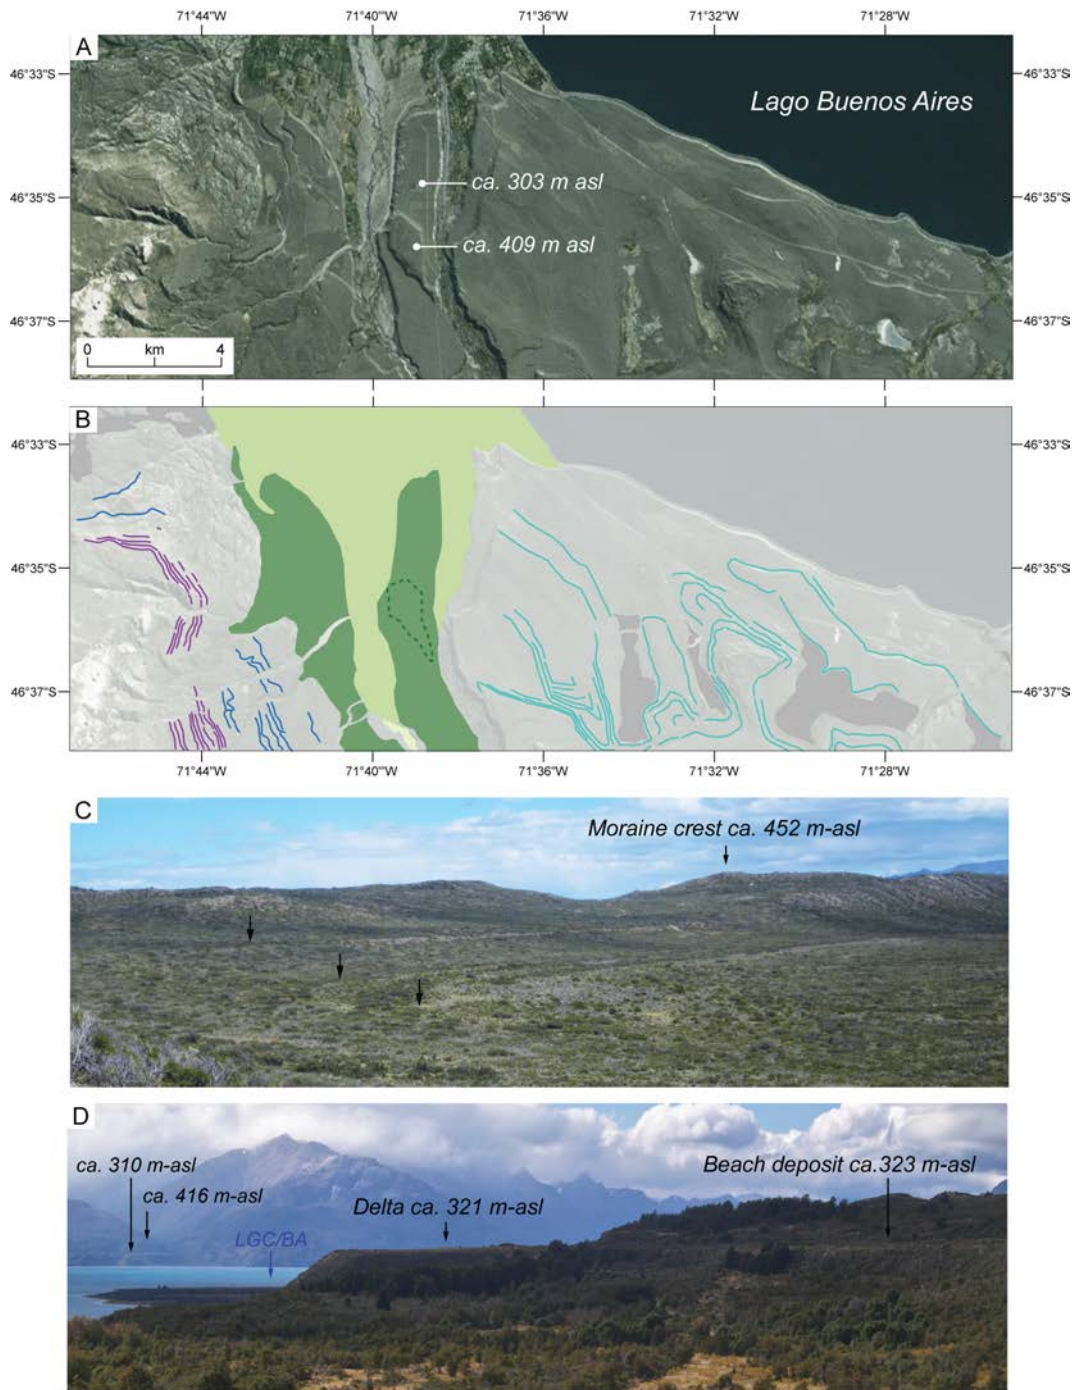 71°44"W 71°40"W 71°36"W 71°32"W 71°28"W
A
46°33"S 46°33"S
Lago Buenos Aires
ca. 303 m asl
46°35"S 46°35"S
ca. 409 m asl
46°37"S 46°37"S
0 km 4
B
46°33"S 46°33"S
46°35"S 46°35"S
46°37"S 46°37"S
71°44"W 71°40"W 71°36"W 71°32"W 71°28"W
C
Moraine crest ca. 452 m-asl
D
ca. 310 m-asl
ca. 416 m-asl
Delta ca. 321 m-asl
Beach deposit ca.323 m-asl
LGC/BA